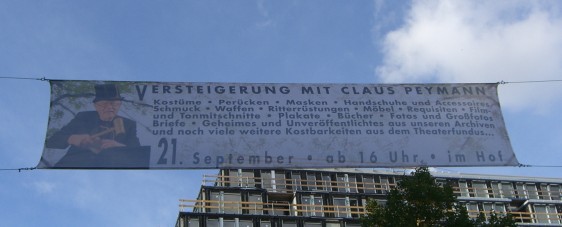 VERSTEIGERUNG MIT CLAUS PEYMANN
Kostüme • Perücken • Masken • Handschuhe und Accessoires
Schmuck • Waffen • Ritterrüstungen • Möbel • Requisiten • Film-
und Tonmitschnitte • Plakate • Bücher • Fotos und Großfotos
Briefe • Geheimes und Unveröffentlichtes aus unseren Archiven
und noch viele weitere Kostbarkeiten aus dem Theaterfundus...
21. September • ab 16 Uhr • im Hof